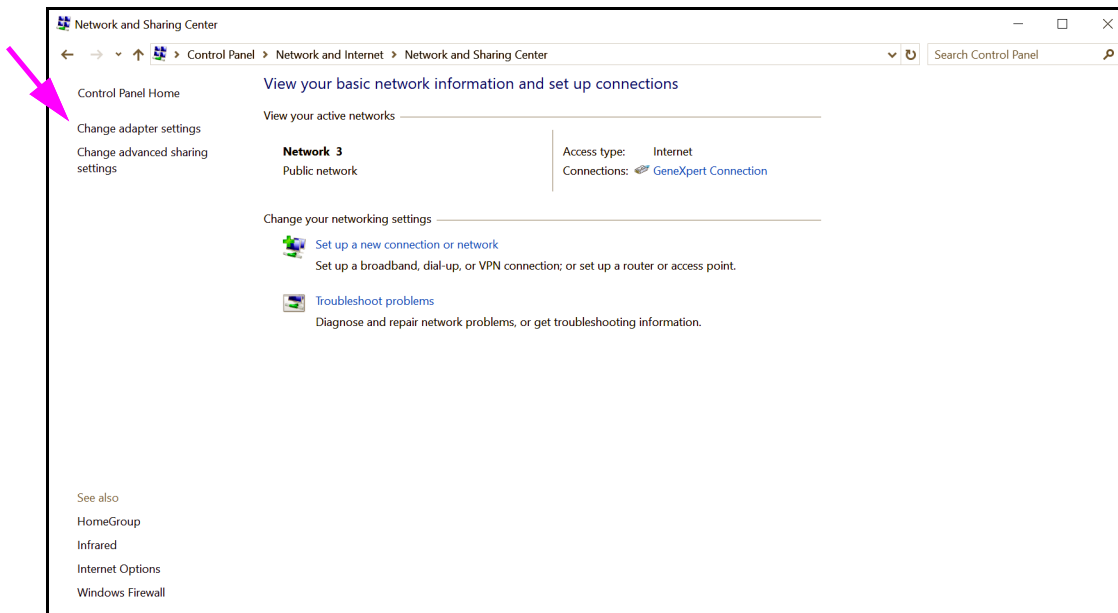 Network and Sharing Center
Control Panel > Network and Internet > Network and Sharing Center
Search Control Panel
Control Panel Home
Change adapter settings
Change advanced sharing
settings
View your basic network information and set up connections
View your active networks
Network 3
Public network
Access type: Internet
Connections: GeneXpert Connection
Change your networking settings
Set up a new connection or network
Set up a broadband, dial-up, or VPN connection; or set up a router or access point.
Troubleshoot problems
Diagnose and repair network problems, or get troubleshooting information.
See also
HomeGroup
Infrared
Internet Options
Windows Firewall